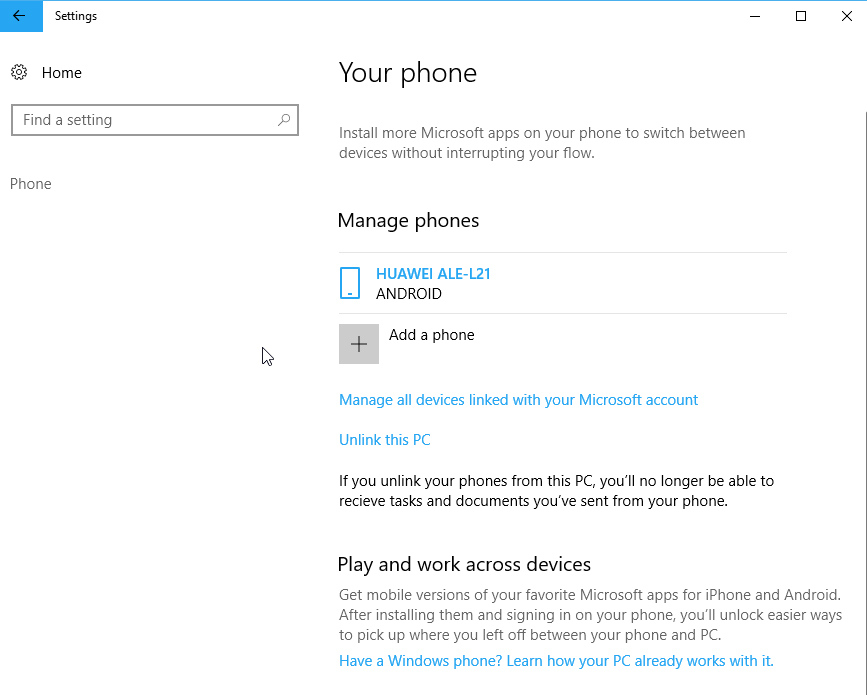 Settings
Home
Find a setting
Phone
Your phone
Install more Microsoft apps on your phone to switch between
devices without interrupting your flow.
Manage phones
HUAWEI ALE-L21
ANDROID
Add a phone
Manage all devices linked with your Microsoft account
Unlink this PC
If you unlink your phones from this PC, you’ll no longer be able to
recieve tasks and documents you’ve sent from your phone.
Play and work across devices
Get mobile versions of your favorite Microsoft apps for iPhone and Android.
After installing them and signing in on your phone, you’ll unlock easier ways
to pick up where you left off between your phone and PC.
Have a Windows phone? Learn how your PC already works with it.